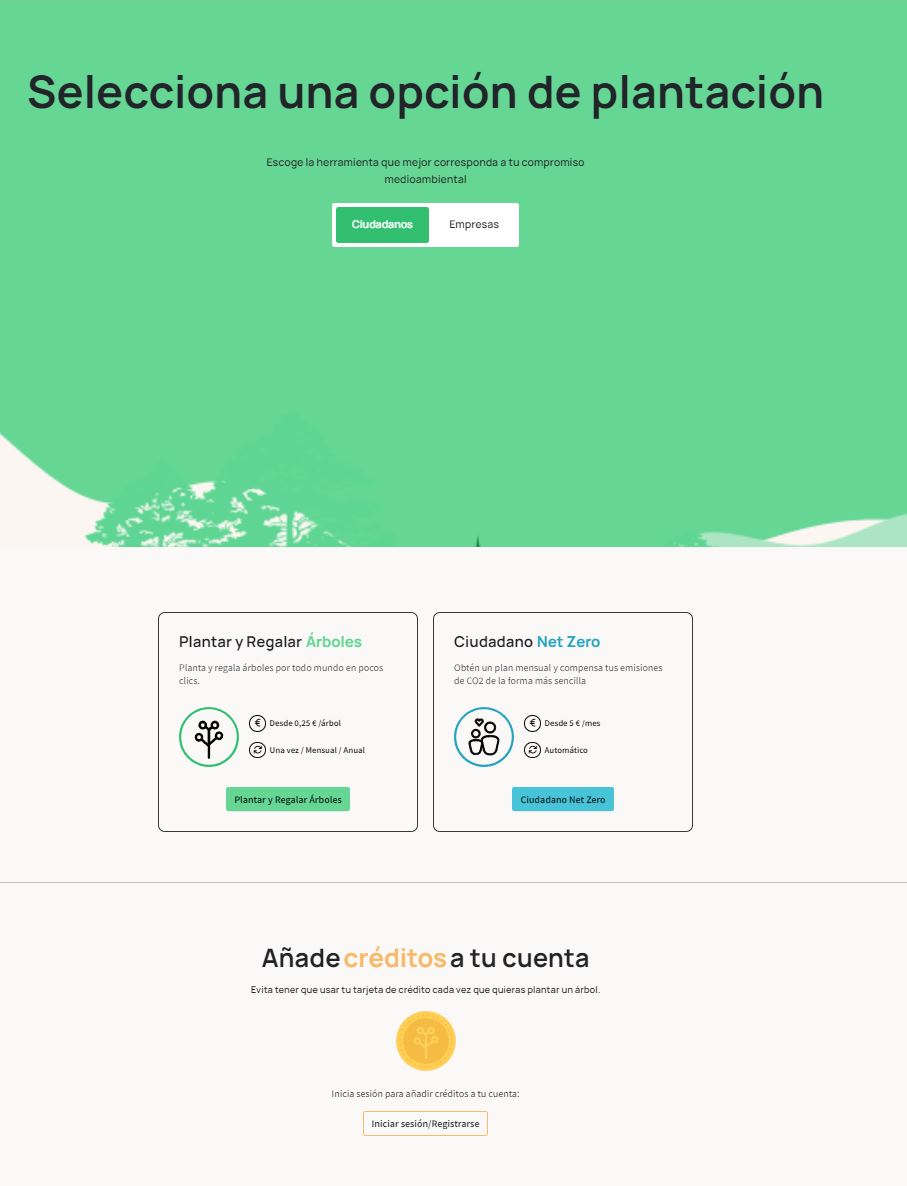 Selecciona una opción de plantación
Escoge la herramienta que mejor corresponda a tu compromiso
medioambiental
Ciudadanos
Empresas
Plantar y Regalar Árboles
Planta y regala árboles por todo mundo en pocos
clics.
Desde 0,25 € /árbol
Una vez / Mensual / Anual
Plantar y Regalar Árboles
Ciudadano Net Zero
Obtén un plan mensual y compensa tus emisiones
de CO2 de la forma más sencilla
Desde 5 € /mes
Automático
Ciudadano Net Zero
Añade créditos a tu cuenta
Evita tener que usar tu tarjeta de crédito cada vez que quieras plantar un árbol.
Inicia sesión para añadir créditos a tu cuenta:
Iniciar sesión/Registrarse